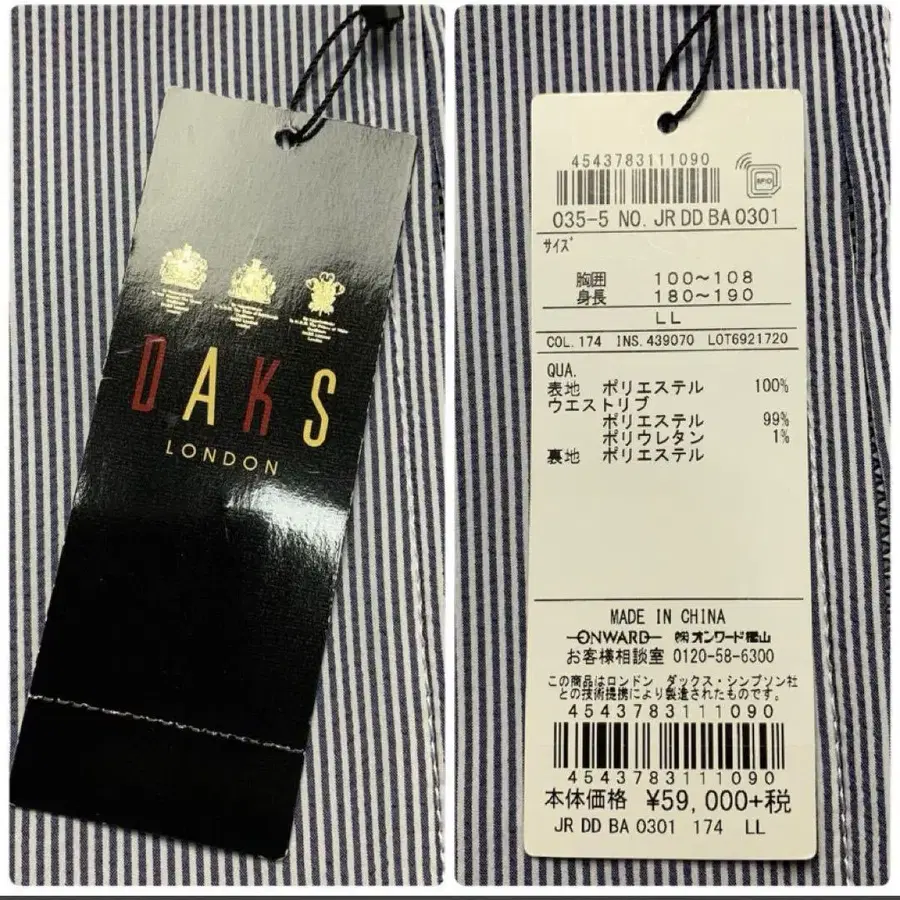 DAKS
LONDON
4543783111090
RFID
035-5 NO. JR DD BA 0301
サイズ
胸囲 100~108
身長 180~190
LL
COL. 174 INS. 439070 LOT6921720
QUA.
表地 ポリエステル 100%
ウエストリブ
ポリエステル 99%
ポリウレタン 1%
裏地 ポリエステル
MADE IN CHINA
ONWARD ㈱オンワード樫山
お客様相談室 0120-58-6300
この商品はロンドン ダックス・シンプソン社
との技術提携により製造されたものです。
4543783111090
4543783111090
本体価格 ¥59,000+税
JR DD BA 0301 174 LL